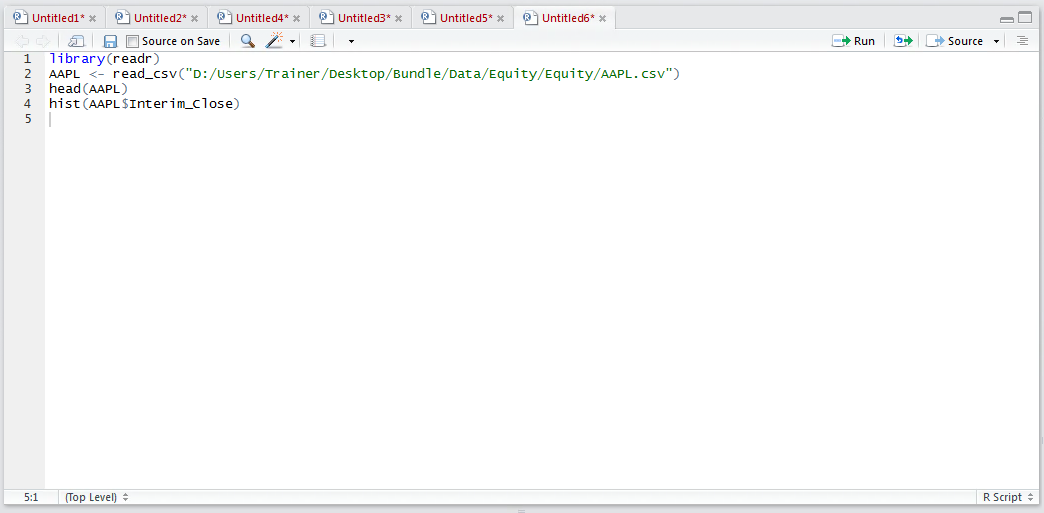 Untitled1* Untitled2* Untitled4* Untitled3* Untitled5* Untitled6*
Source on Save Run Source
1 library(readr)
2 AAPL <- read_csv("D:/Users/Trainer/Desktop/Bundle/Data/Equity/Equity/AAPL.csv")
3 head(AAPL)
4 hist(AAPL$Interim_Close)
5
5:1 (Top Level) R Script